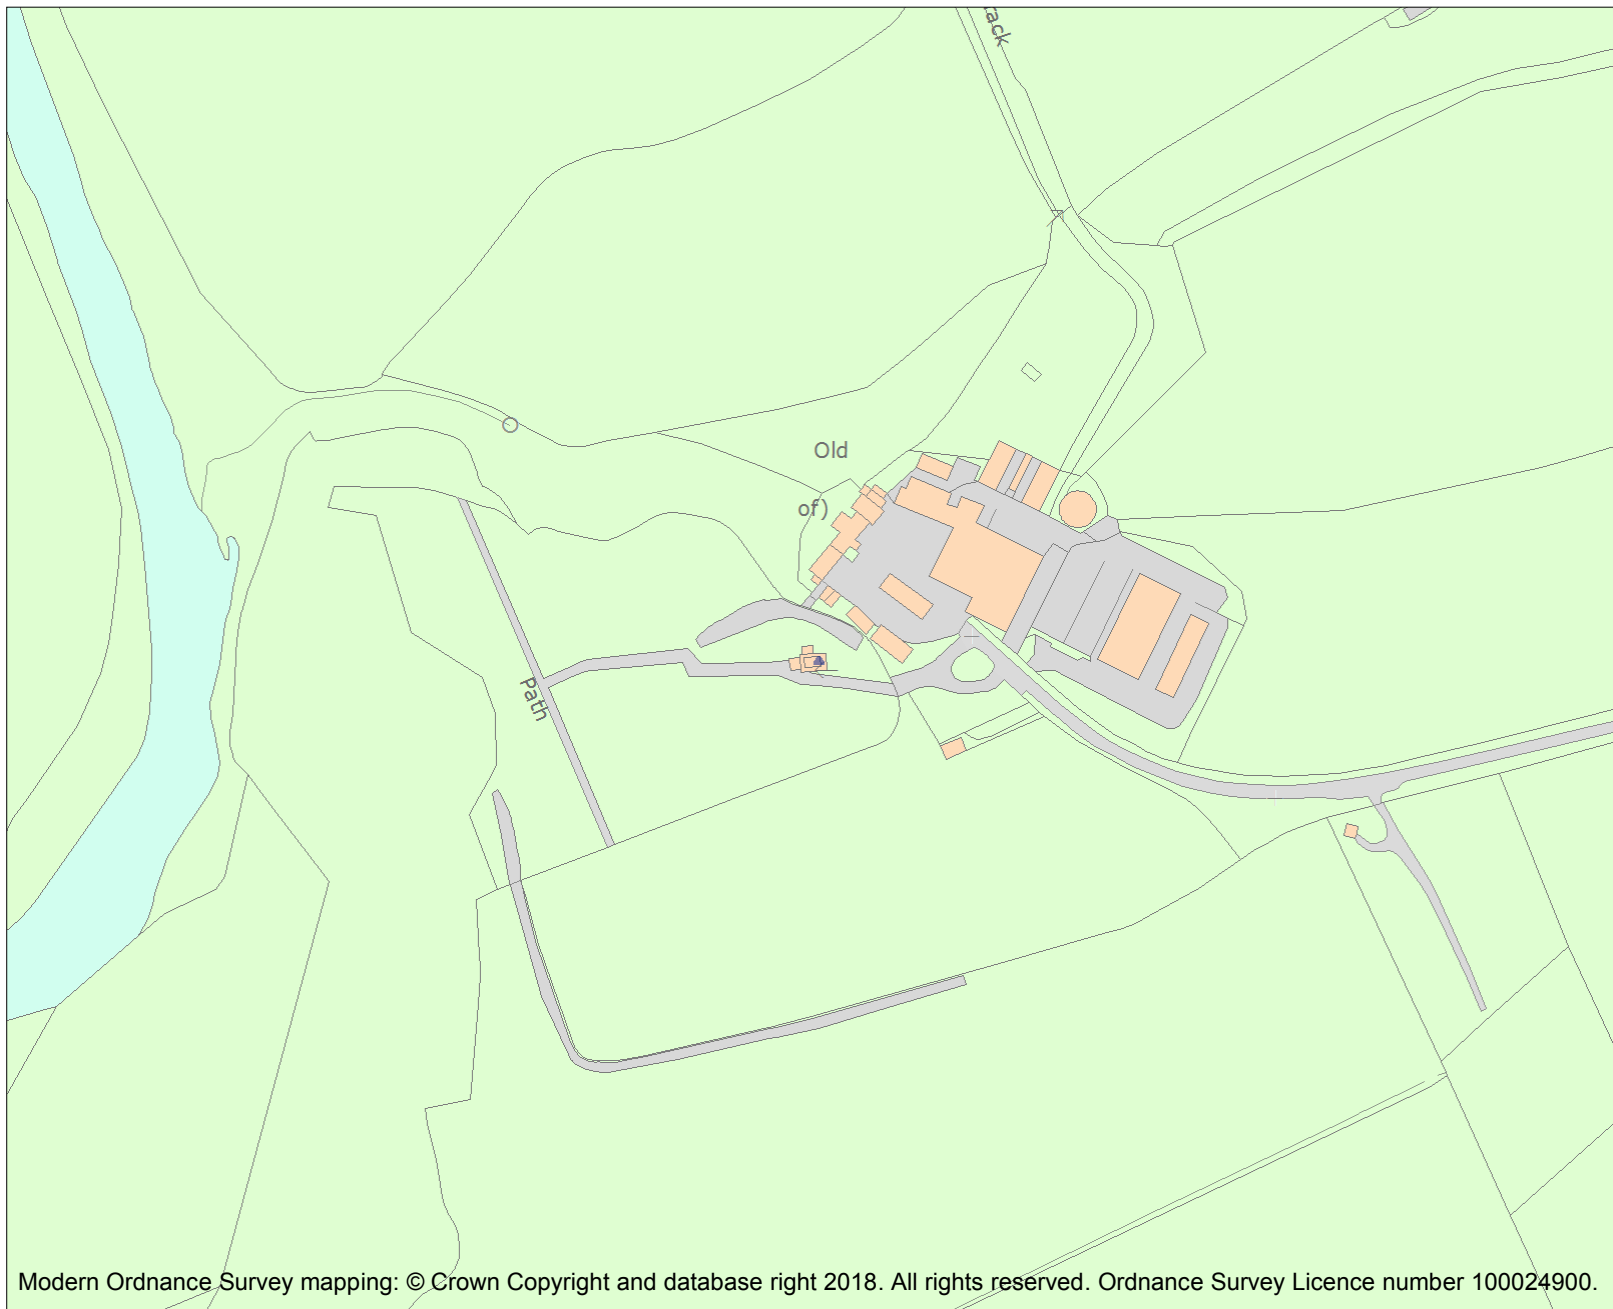 Old
of)
Path
Modern Ordnance Survey mapping: © Crown Copyright and database right 2018. All rights reserved. Ordnance Survey Licence number 100024900.